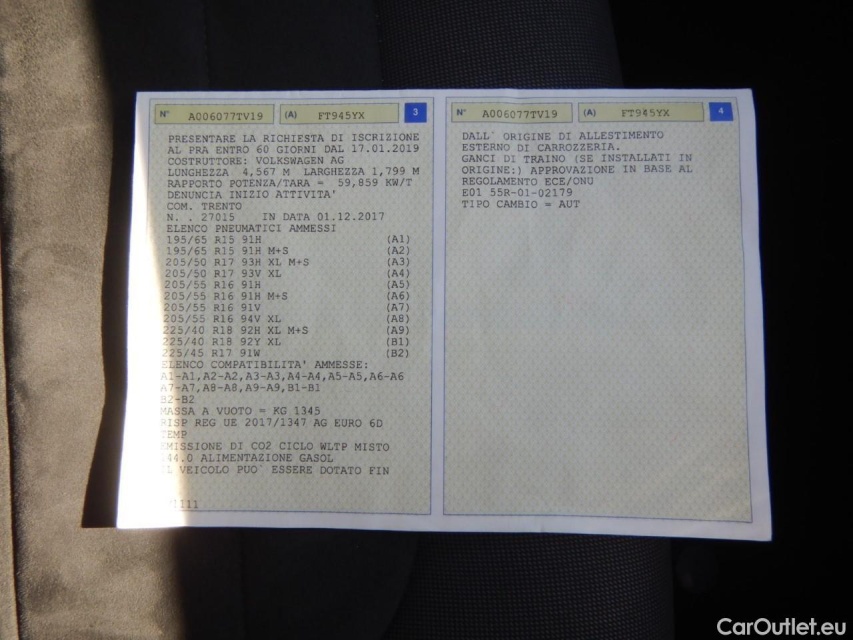 N° A006077TV19 (A) FT945YX 3
PRESENTARE LA RICHIESTA DI ISCRIZIONE
AL PRA ENTRO 60 GIORNI DAL 17.01.2019
COSTRUTTORE: VOLKSWAGEN AG
LUNGHEZZA 4,567 M LARGHEZZA 1,799 M
RAPPORTO POTENZA/TARA = 59,859 KW/T
DENUNCIA INIZIO ATTIVITA'
COM. TRENTO
N. . 27015 IN DATA 01.12.2017
ELENCO PNEUMATICI AMMESSI
195/65 R15 91H (A1)
195/65 R15 91H M+S (A2)
205/50 R17 93H XL M+S (A3)
205/50 R17 93V XL (A4)
205/55 R16 91H (A5)
205/55 R16 91H M+S (A6)
205/55 R16 91V (A7)
205/55 R16 94V XL (A8)
225/40 R18 92H XL M+S (A9)
225/40 R18 92Y XL (B1)
225/45 R17 91W (B2)
ELENCO COMPATIBILITA' AMMESSE:
A1-A1,A2-A2,A3-A3,A4-A4,A5-A5,A6-A6
A7-A7,A8-A8,A9-A9,B1-B1
B2-B2
MASSA A VUOTO = KG 1345
RISP REG UE 2017/1347 AG EURO 6D
TEMP
EMISSIONE DI CO2 CICLO WLTP MISTO
44.0 ALIMENTAZIONE GASOL
IL VEICOLO PUO' ESSERE DOTATO FIN
N° A006077TV19 (A) FT945YX 4
DALL' ORIGINE DI ALLESTIMENTO
ESTERNO DI CARROZZERIA.
GANCI DI TRAINO (SE INSTALLATI IN
ORIGINE:) APPROVAZIONE IN BASE AL
REGOLAMENTO ECE/ONU
E01 55R-01-02179
TIPO CAMBIO = AUT
CarOutlet.eu